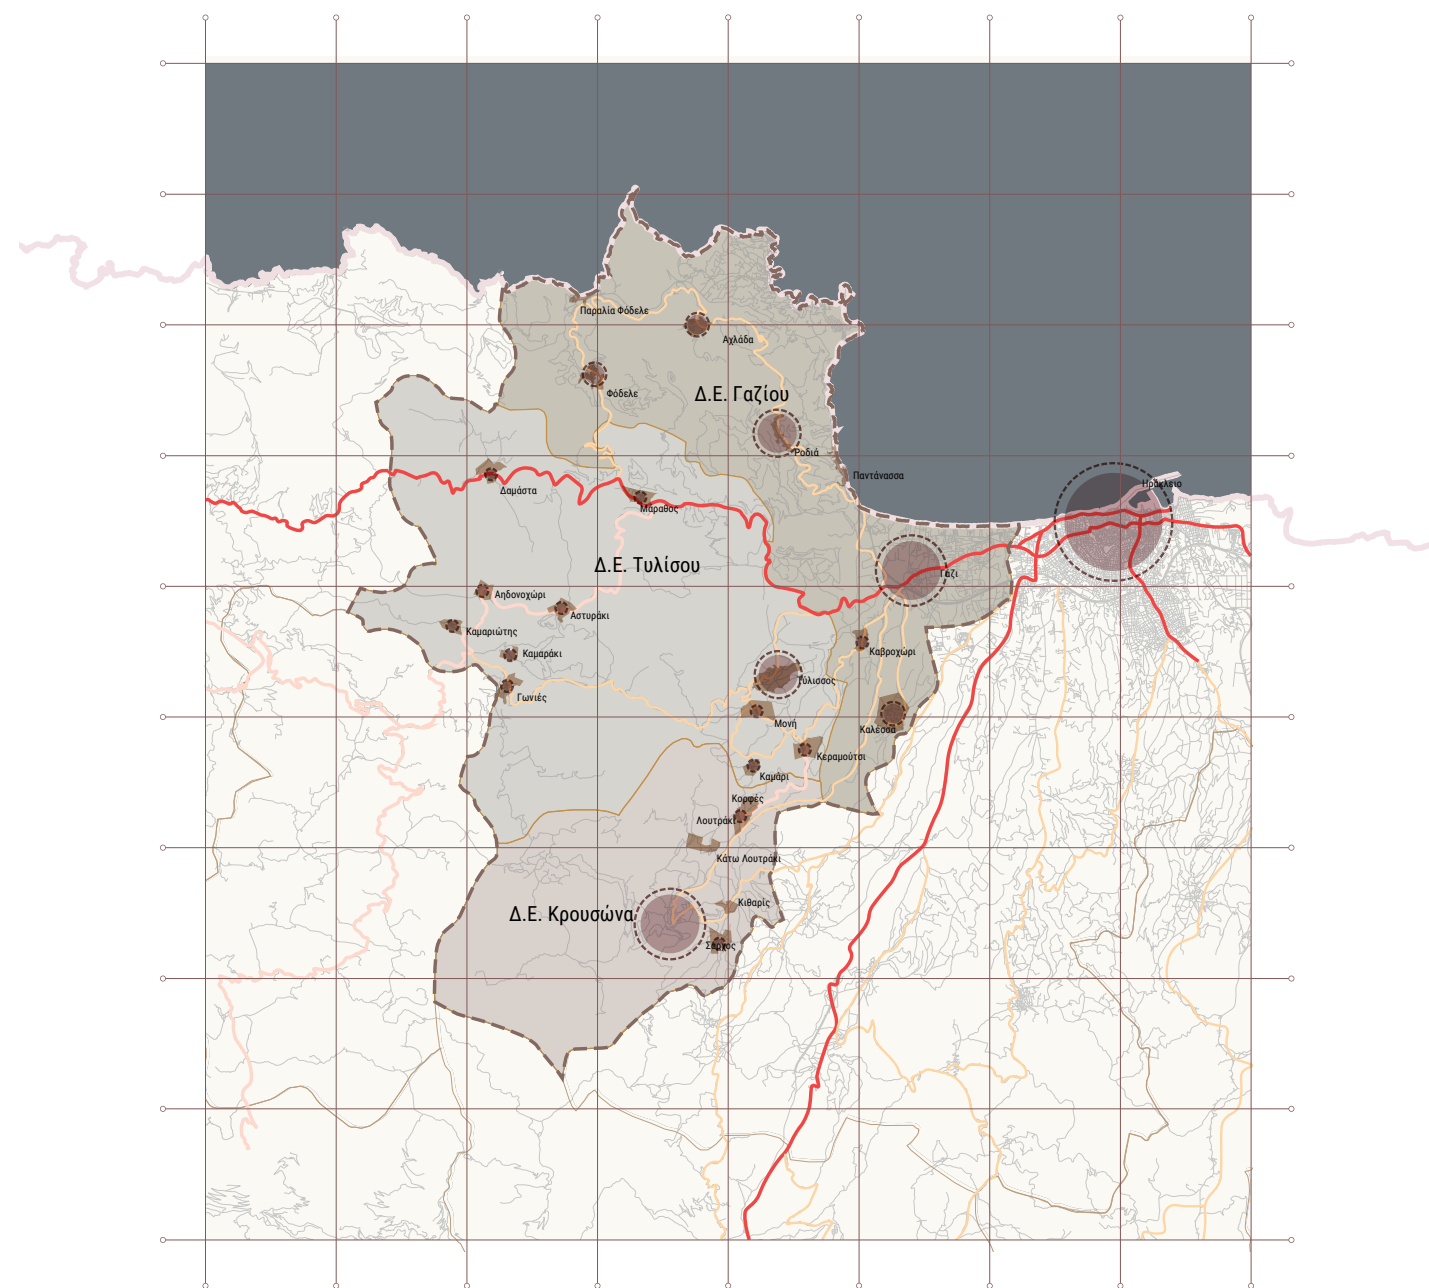 Παραλία Φόδελε
Αχλάδα
Φόδελε
Δ.Ε. Γαζίου
Ροδιά
Παντάνασσα
Ηράκλειο
Δαμάστα
Μάραθος
Δ.Ε. Τυλίσου
Γάζι
Αηδονοχώρι
Αστυράκι
Καμαριώτης
Καμαράκι
Καβροχώρι
Τύλισσος
Γωνιές
Μονή
Καλέσσα
Κεραμούτσι
Καμάρι
Κορφές
Λουτράκι
Κάτω Λουτράκι
Κιθαρίς
Δ.Ε. Κρουσώνα
Σάρχος